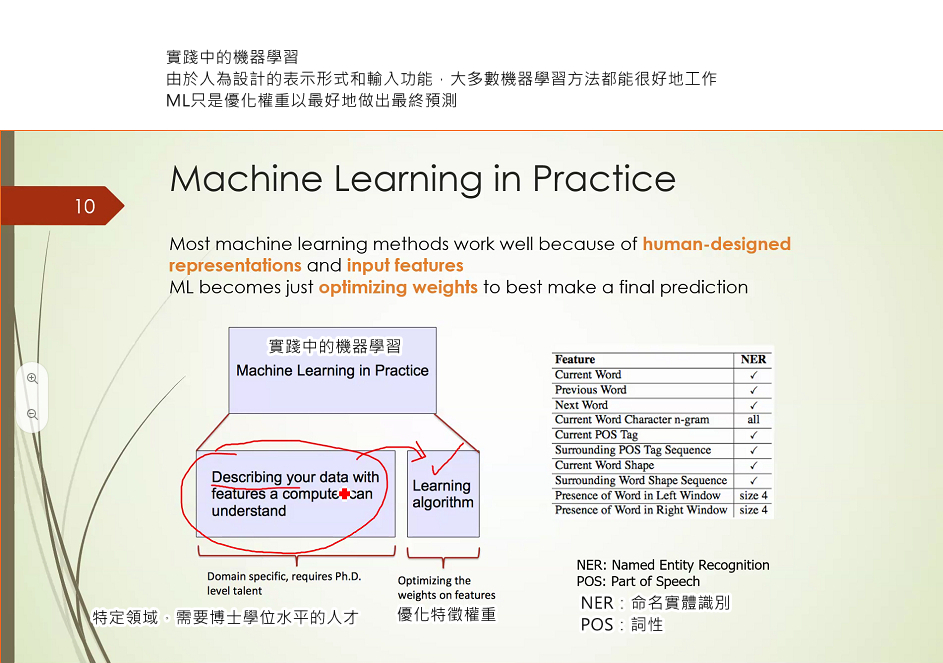 實踐中的機器學習
由於人為設計的表示形式和輸入功能，大多數機器學習方法都能很好地工作
ML只是優化權重以最好地做出最終預測
Machine Learning in Practice
10
Most machine learning methods work well because of human-designed
representations and input features
ML becomes just optimizing weights to best make a final prediction
實踐中的機器學習
Machine Learning in Practice
Describing your data with
features a computer can
understand
Learning
algorithm
Domain specific, requires Ph.D.
level talent
特定領域，需要博士學位水平的人才
Optimizing the
weights on features
優化特徵權重
Feature NER
Current Word ✓
Previous Word ✓
Next Word ✓
Current Word Character n-gram all
Current POS Tag ✓
Surrounding POS Tag Sequence ✓
Current Word Shape ✓
Surrounding Word Shape Sequence ✓
Presence of Word in Left Window size 4
Presence of Word in Right Window size 4
NER: Named Entity Recognition
POS: Part of Speech
NER：命名實體識別
POS：詞性